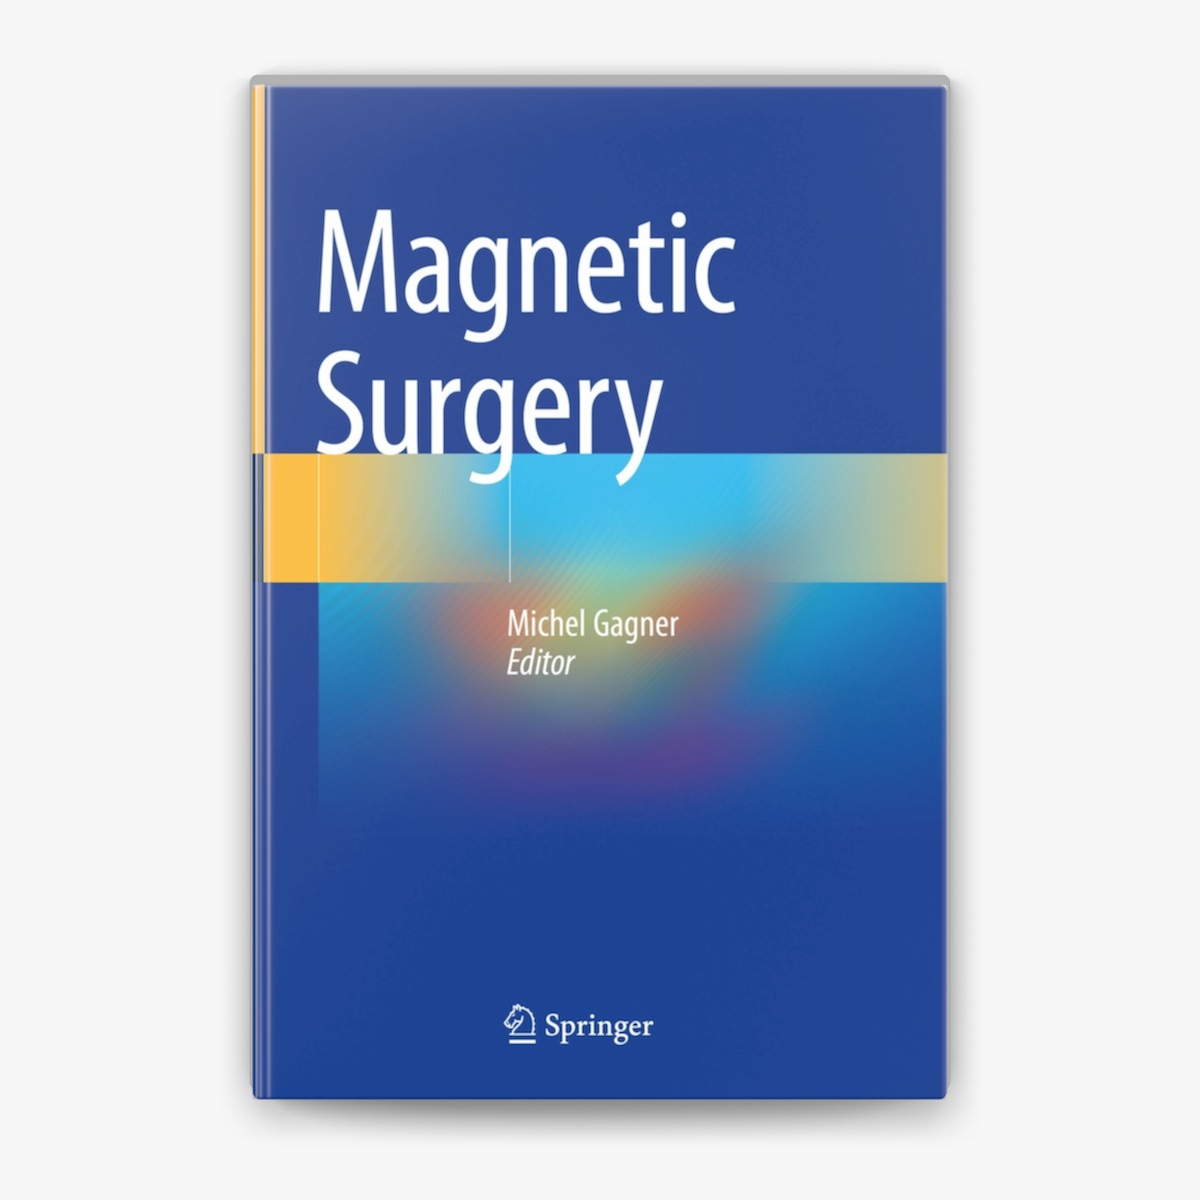 Magnetic
Surgery
Michel Gagner
Editor
Springer